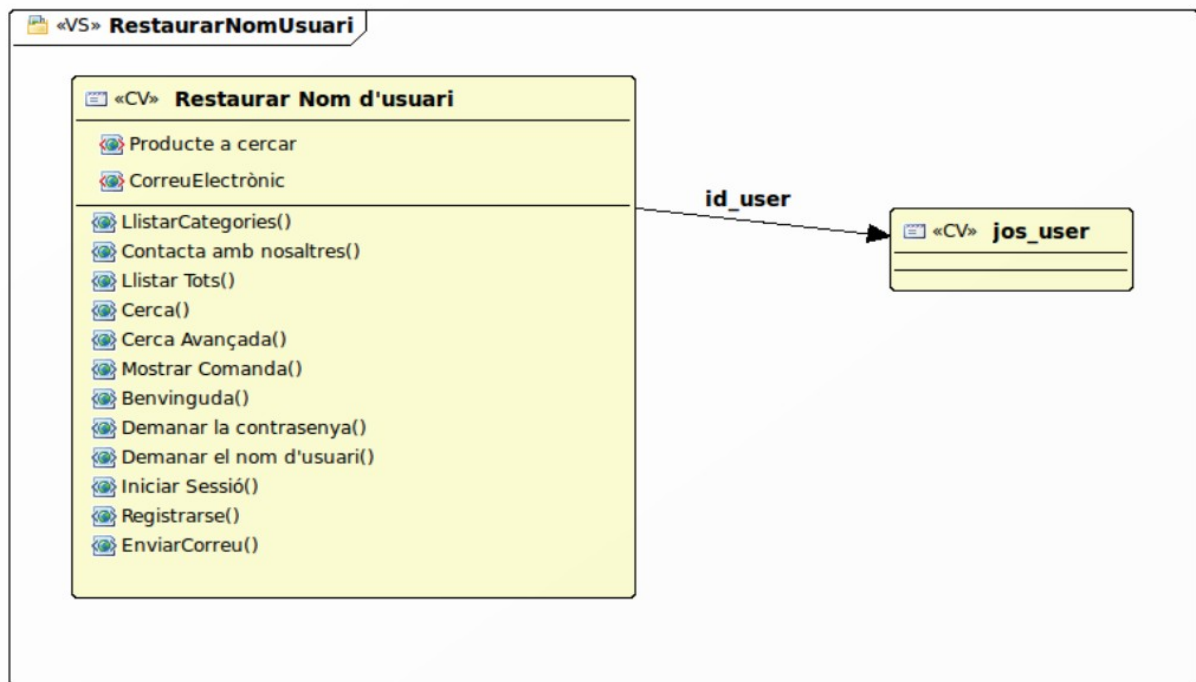 «VS» RestaurarNomUsuari
«CV» Restaurar Nom d'usuari
Producte a cercar
CorreuElectrònic
LlistarCategories()
Contacta amb nosaltres()
Llistar Tots()
Cerca()
Cerca Avançada()
Mostrar Comanda()
Benvinguda()
Demanar la contrasenya()
Demanar el nom d'usuari()
Iniciar Sessió()
Registrarse()
EnviarCorreu()
id_user
«CV» jos_user